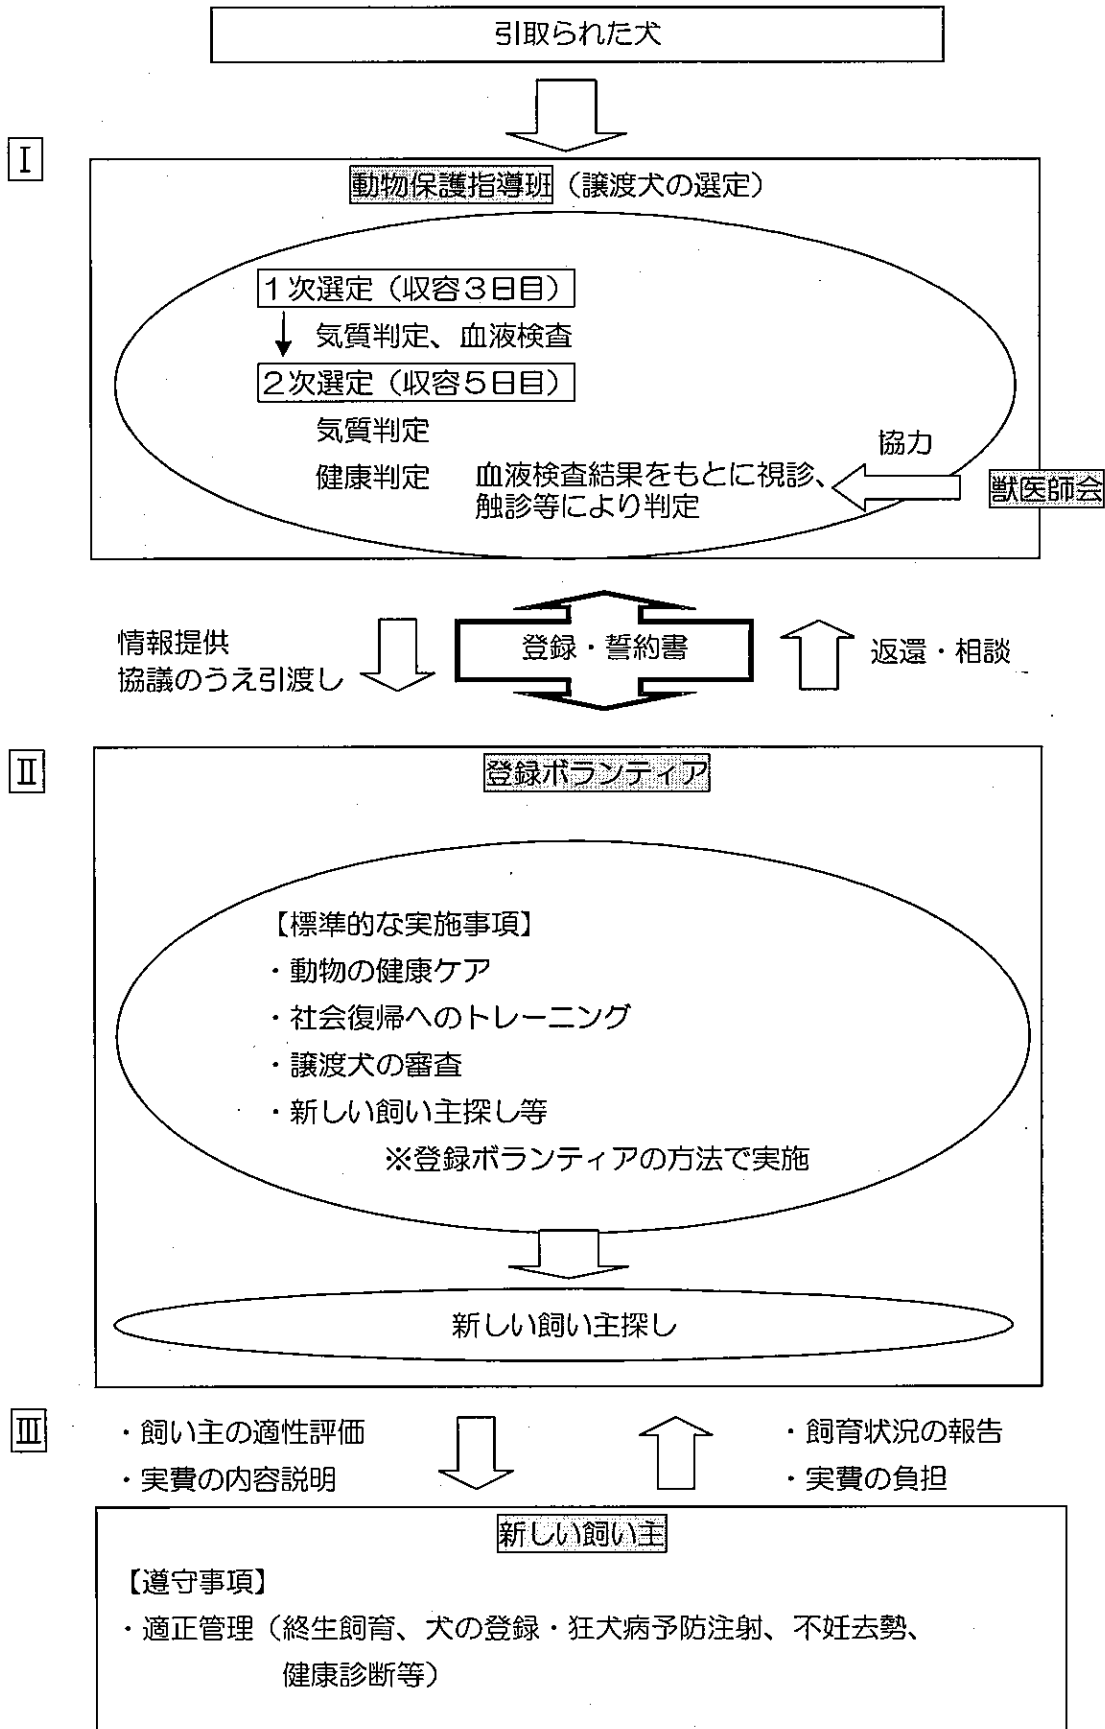 引取られた犬
Ⅰ
動物保護指導班（譲渡犬の選定）
１次選定（収容３日目）
気質判定、血液検査
２次選定（収容５日目）
気質判定
健康判定　血液検査結果をもとに視診、
触診等により判定
協力
獣医師会
情報提供
協議のうえ引渡し
登録・誓約書
返還・相談
Ⅱ
登録ボランティア
【標準的な実施事項】
・動物の健康ケア
・社会復帰へのトレーニング
・譲渡犬の審査
・新しい飼い主探し等
※登録ボランティアの方法で実施
新しい飼い主探し
Ⅲ
・飼い主の適性評価
・実費の内容説明
・飼育状況の報告
・実費の負担
新しい飼い主
【遵守事項】
・適正管理（終生飼育、犬の登録・狂犬病予防注射、不妊去勢、
健康診断等）